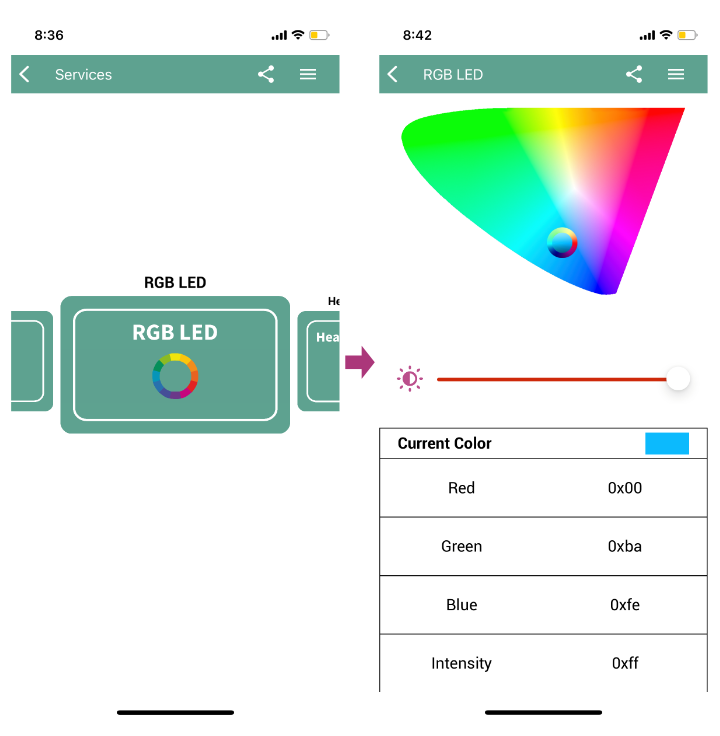 8:36
Services
RGB LED
He
RGB LED
Hea
8:42
RGB LED
Current Color
Red 0x00
Green 0xba
Blue 0xfe
Intensity 0xff